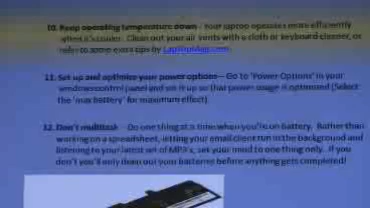 10. Keep operating temperature down - Your laptop operates more efficiently
when it's cooler. Clean out your air vents with a cloth or keyboard cleaner, or
refer to some extra tips by
11. Set up and optimize your power options – Go to 'Power Options' in your
windows control panel and set it up so that power usage is optimized (Select
the 'max battery' for maximum effect).
12. Don't multitask – Do one thing at a time when you're on battery. Rather than
working on a spreadsheet, letting your email client run in the background and
listening to your latest set of MP3's, set your mind to one thing only. If you
don't you'll only drain out your batteries before anything gets completed!